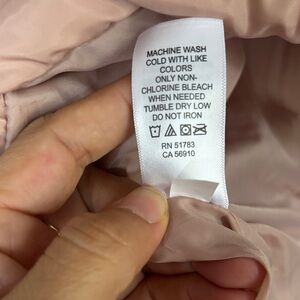 MACHINE WASH
COLD WITH LIKE
COLORS
ONLY NON-
CHLORINE BLEACH
WHEN NEEDED
TUMBLE DRY LOW
DO NOT IRON
RN 51783
CA 56910